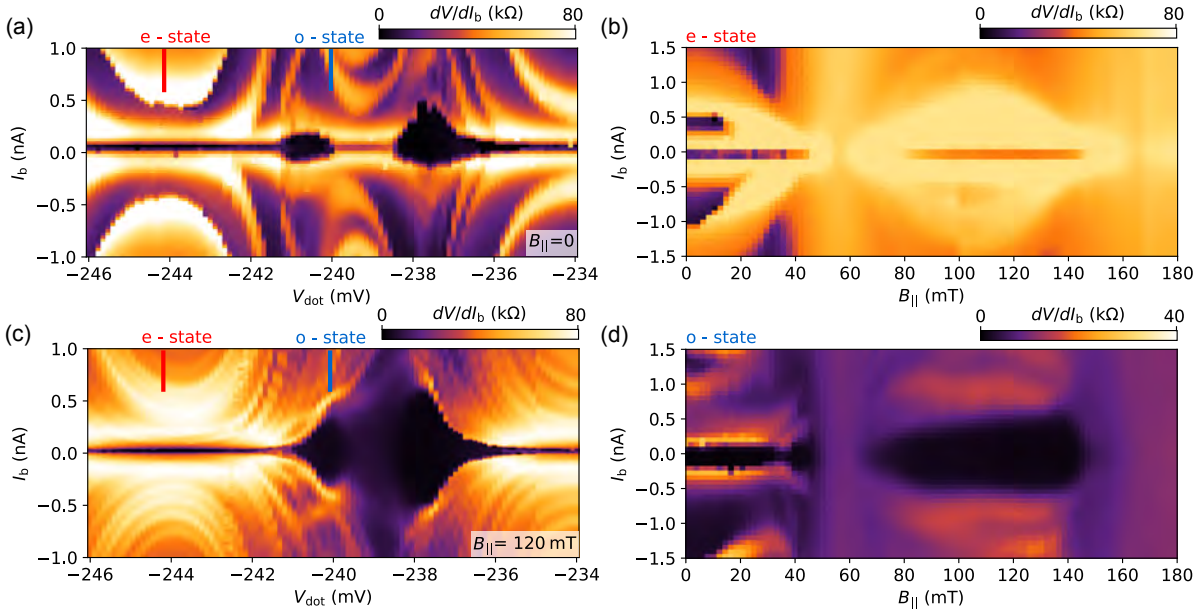 (a)
0 dV/dI_b (kΩ) 80
e - state
o - state
I_b (nA)
1.0
0.5
0.0
−0.5
−1.0
B_||=0
−246 −244 −242 −240 −238 −236 −234
V_dot (mV)
(b)
0 dV/dI_b (kΩ) 80
e - state
I_b (nA)
1.5
1.0
0.5
0.0
−0.5
−1.0
−1.5
0 20 40 60 80 100 120 140 160 180
B_|| (mT)
(c)
0 dV/dI_b (kΩ) 80
e - state
o - state
I_b (nA)
1.0
0.5
0.0
−0.5
−1.0
B_||= 120 mT
−246 −244 −242 −240 −238 −236 −234
V_dot (mV)
(d)
0 dV/dI_b (kΩ) 40
o - state
I_b (nA)
1.5
1.0
0.5
0.0
−0.5
−1.0
−1.5
0 20 40 60 80 100 120 140 160 180
B_|| (mT)